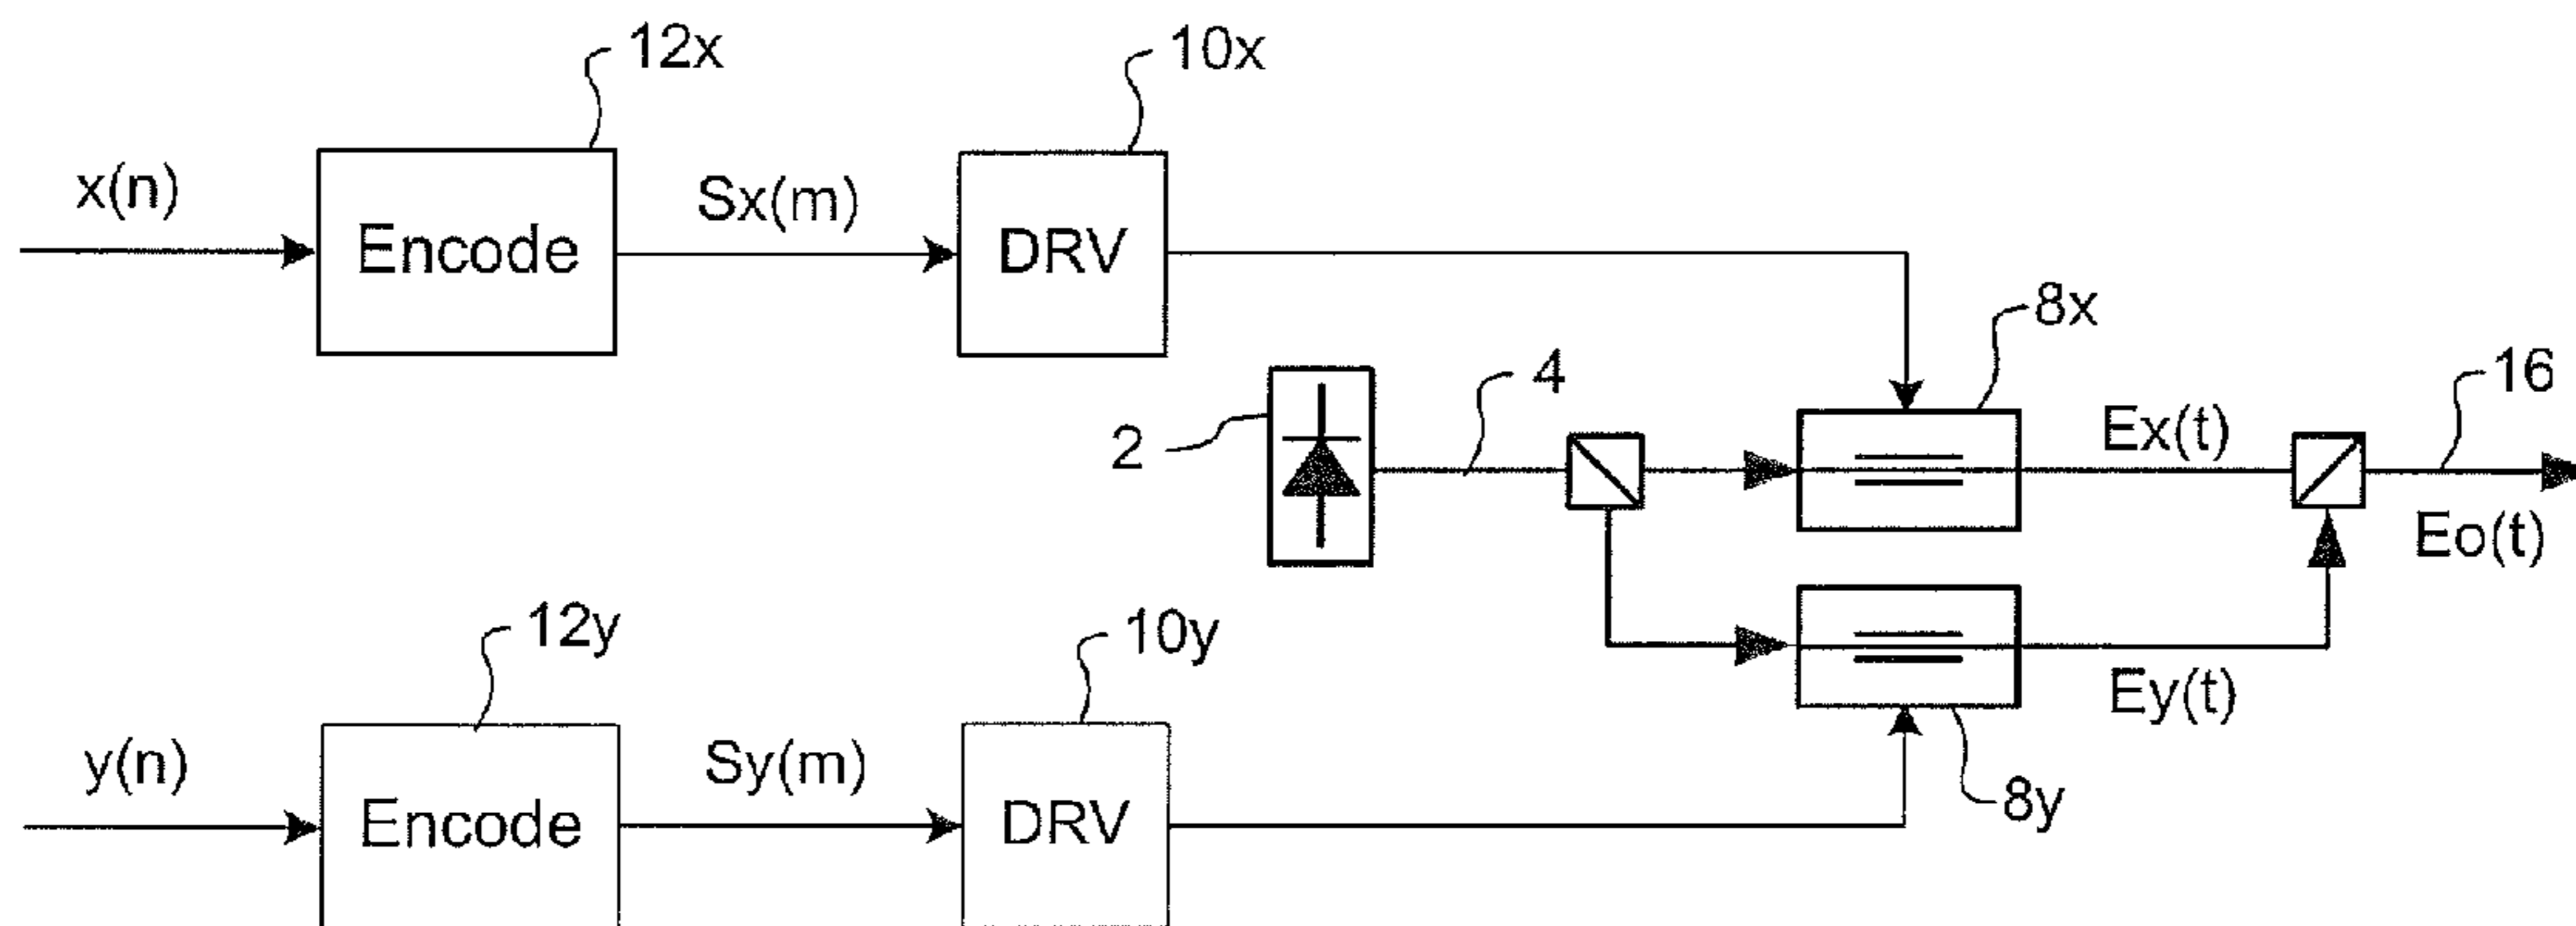 12x
10x
x(n)
Encode
Sx(m)
DRV
8x
2
4
Ex(t)
16
Eo(t)
12y
10y
y(n)
Encode
Sy(m)
DRV
Ey(t)
8y